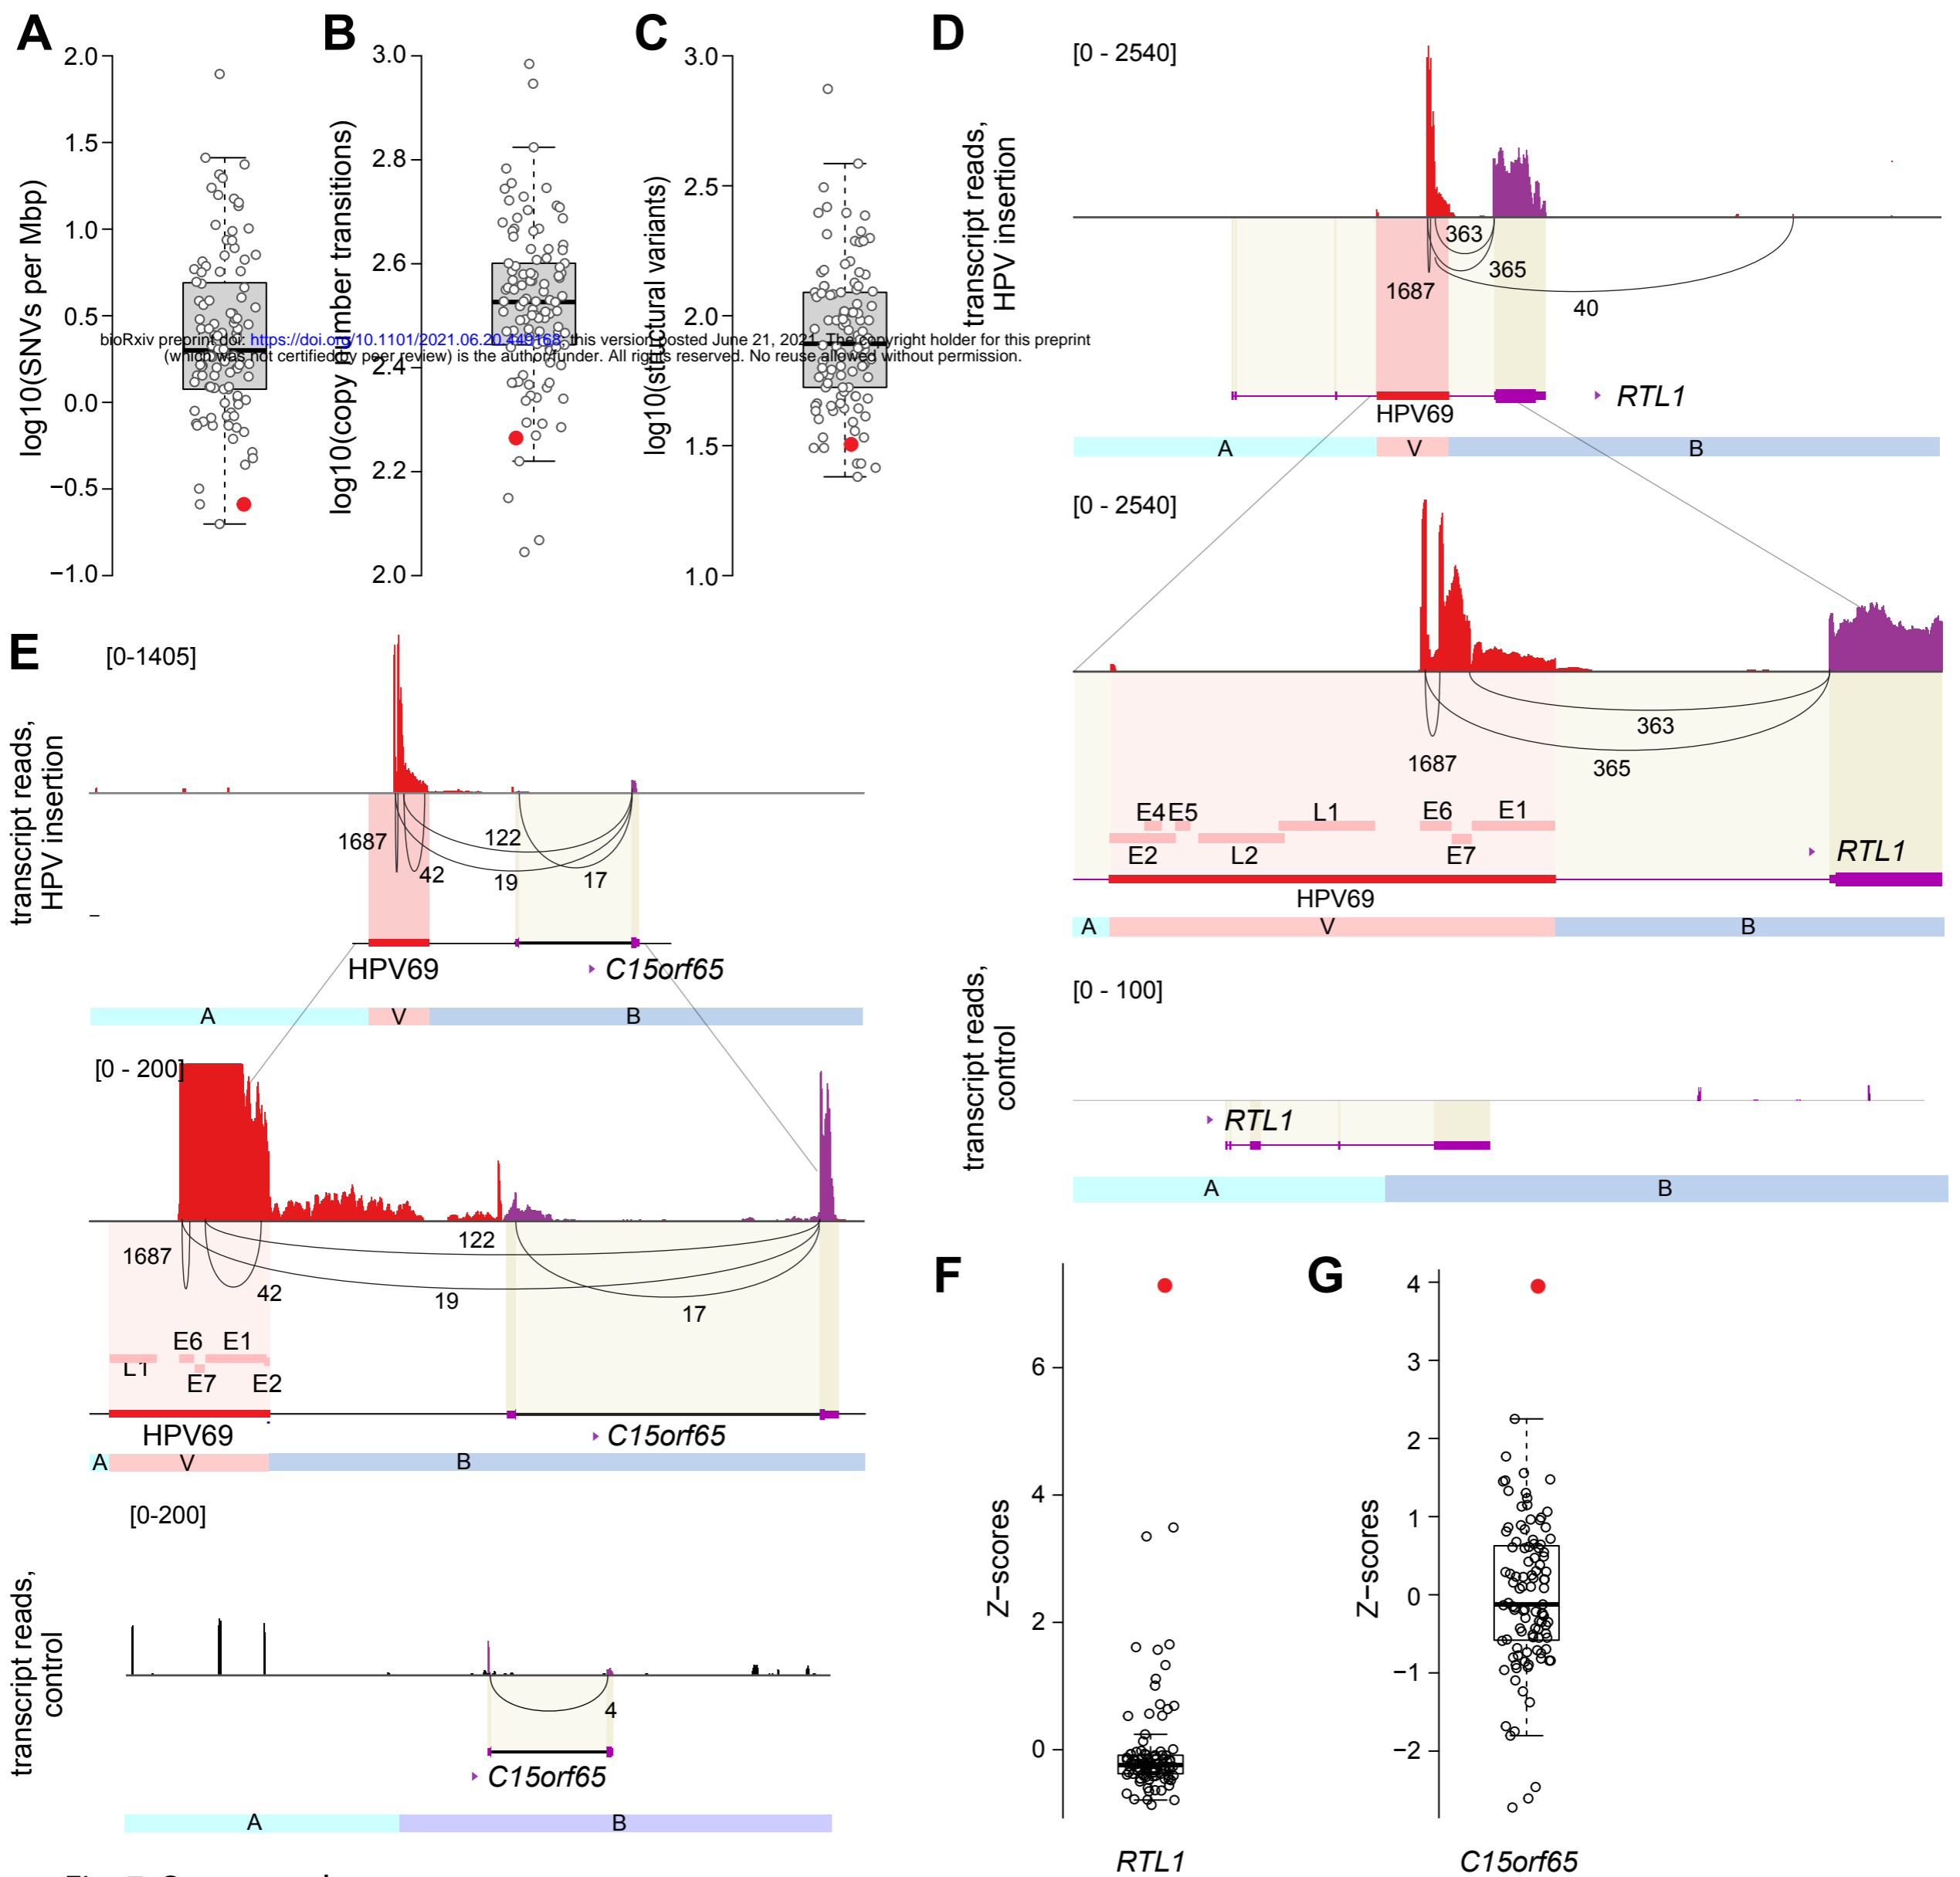 A
B
C
D
log10(SNVs per Mbp)
2.0
1.5
1.0
0.5
0.0
−0.5
−1.0
log10(copy number transitions)
3.0
2.8
2.6
2.4
2.2
2.0
log10(structural variants)
3.0
2.5
2.0
1.5
1.0
bioRxiv preprint doi: https://doi.org/10.1101/2021.06.20.449168; this version posted June 21, 2021. The copyright holder for this preprint
(which was not certified by peer review) is the author/funder. All rights reserved. No reuse allowed without permission.
transcript reads,
HPV insertion
[0 - 2540]
363
365
1687
40
RTL1
HPV69
A
V
B
[0 - 2540]
363
1687
365
E4
E5
L1
E6
E1
E2
L2
E7
RTL1
HPV69
A
V
B
transcript reads,
control
[0 - 100]
RTL1
A
B
E
transcript reads,
HPV insertion
[0-1405]
1687
122
42
19
17
HPV69
C15orf65
A
V
B
[0 - 200]
1687
122
42
19
17
E6
E1
L1
E7
E2
HPV69
C15orf65
A
V
B
transcript reads,
control
[0-200]
4
C15orf65
A
B
F
Z−scores
6
4
2
0
RTL1
G
Z−scores
4
3
2
1
0
−1
−2
C15orf65